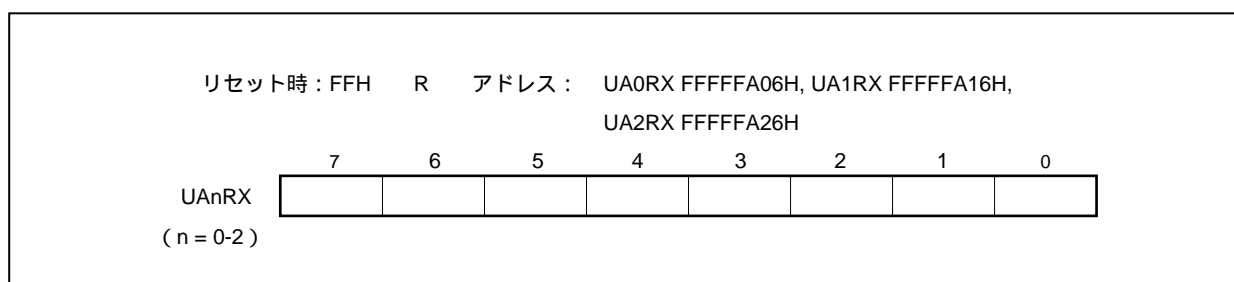 リセット時：FFH R アドレス： UA0RX FFFFFA06H, UA1RX FFFFFA16H,
UA2RX FFFFFA26H
7 6 5 4 3 2 1 0
UAnRX
（n = 0-2）